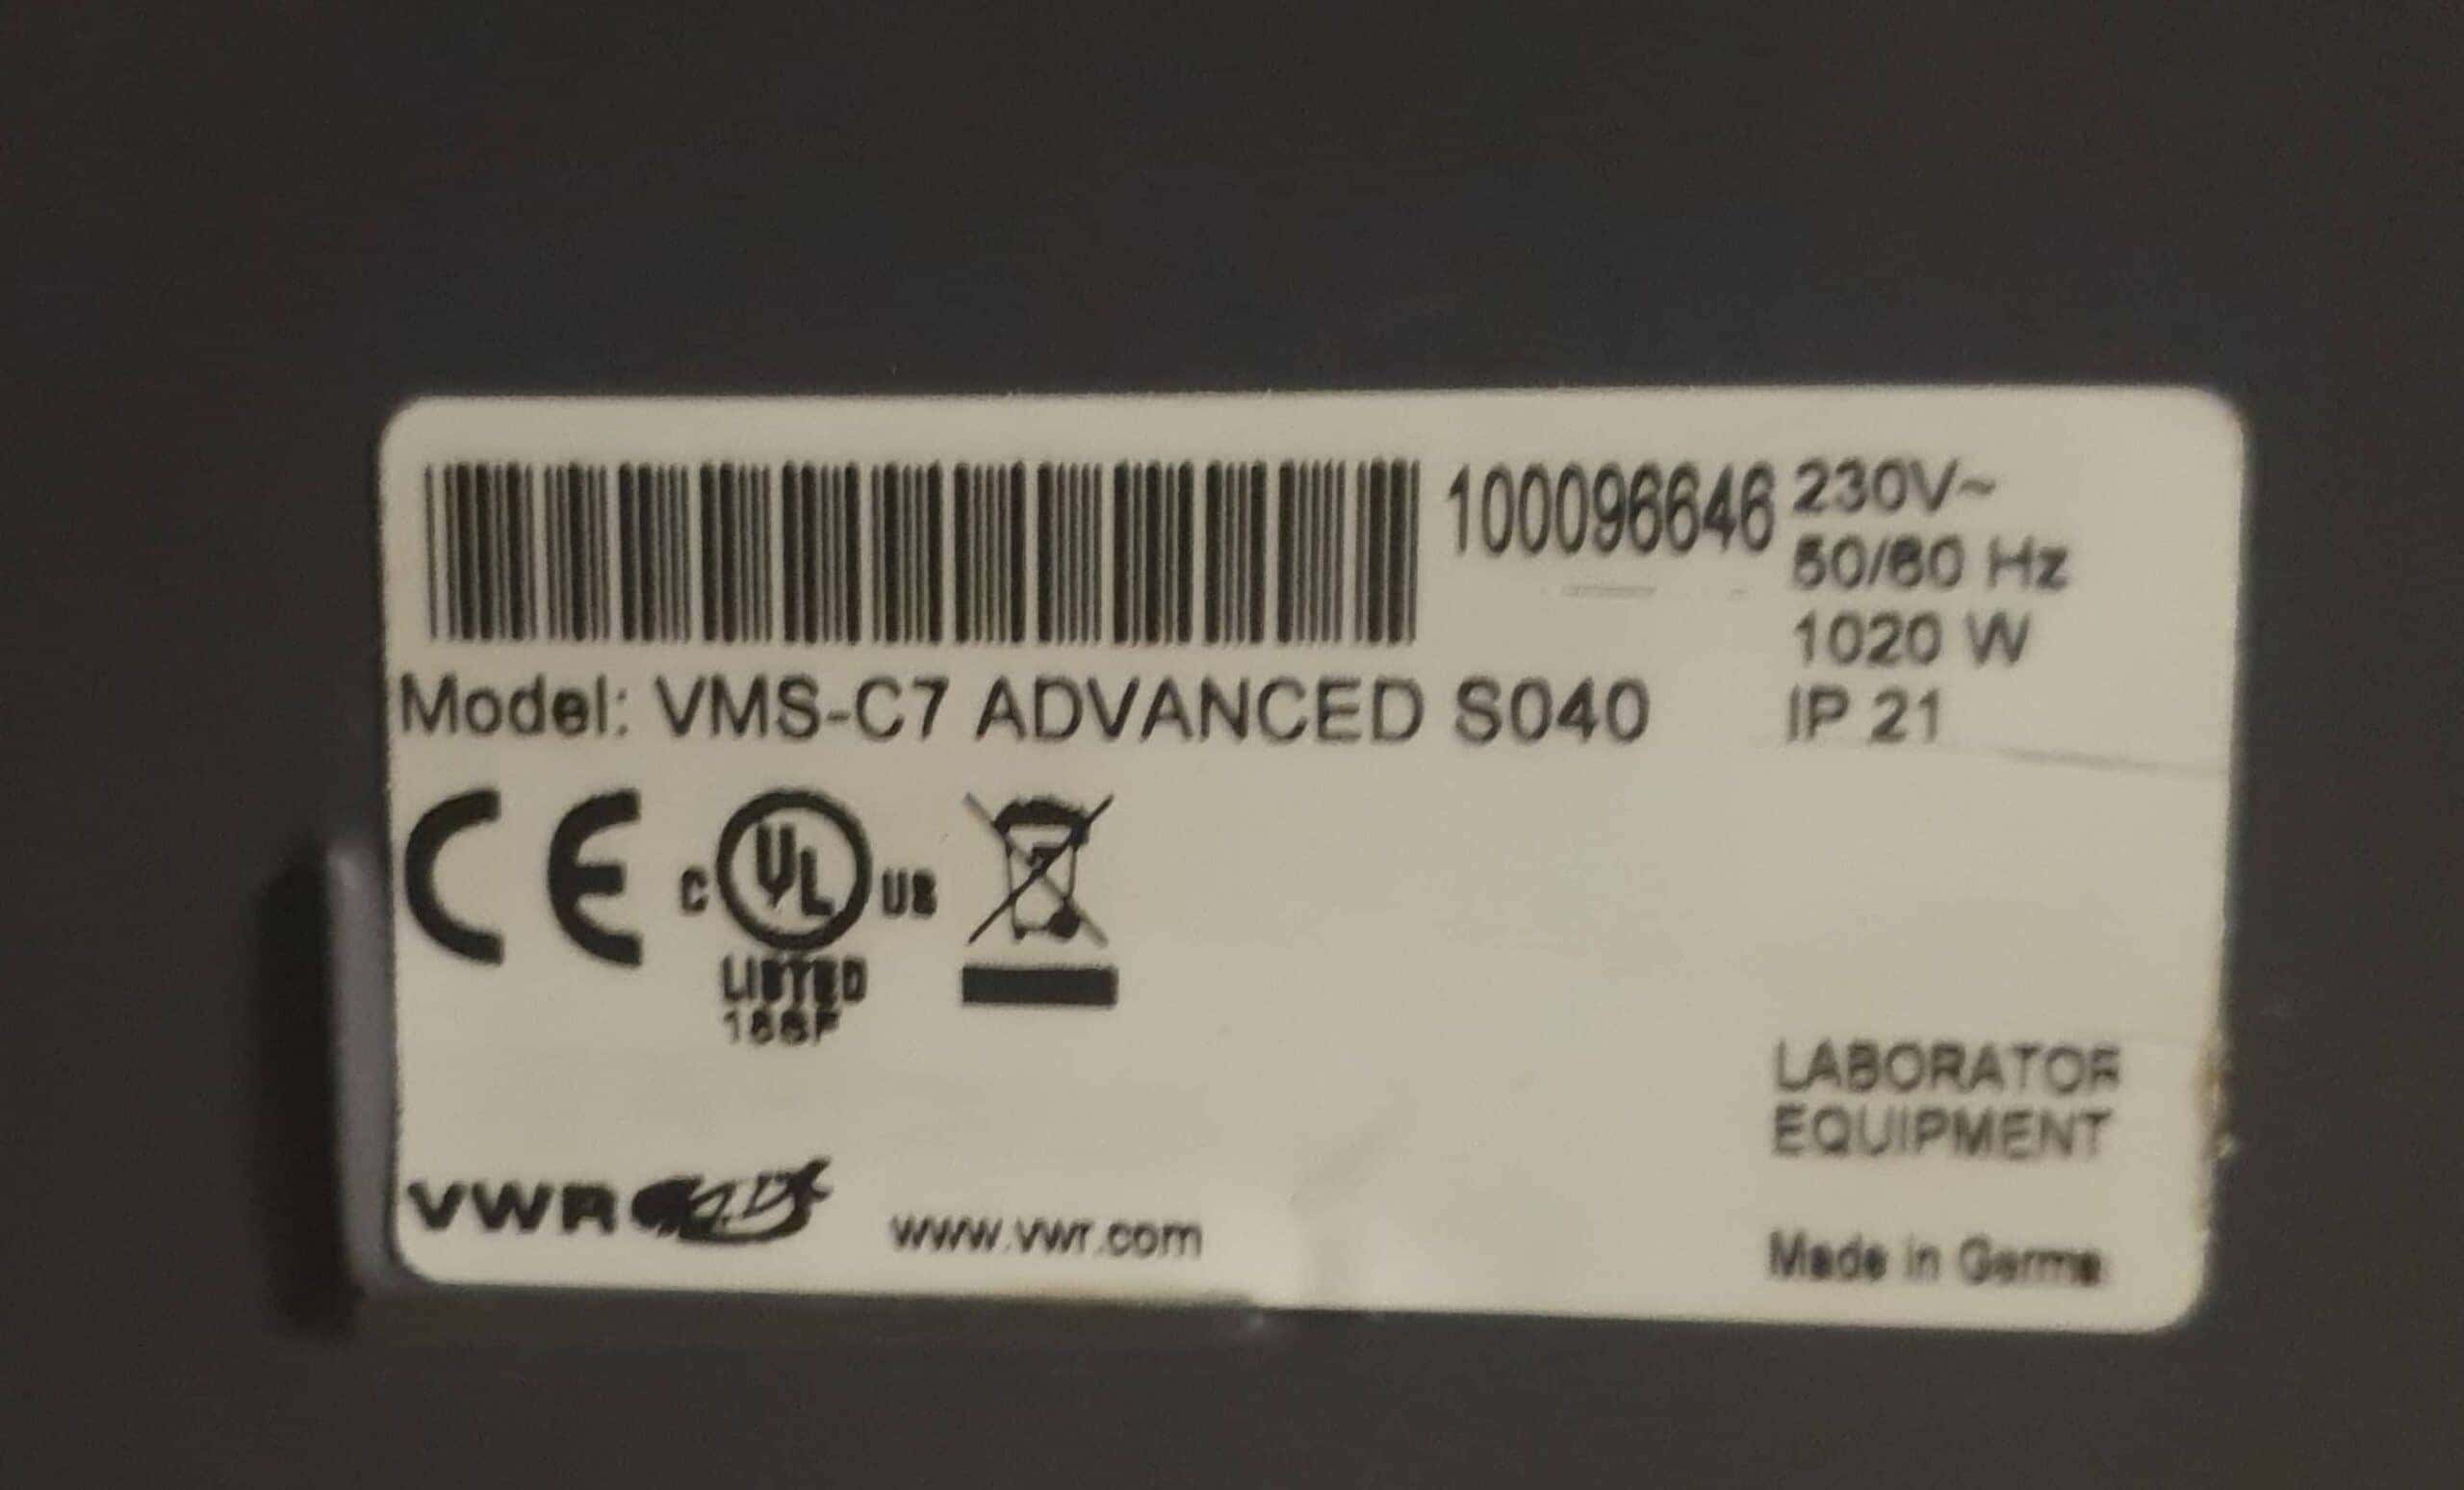 100096646
230V~
50/60 Hz
1020 W
IP 21
Model: VMS-C7 ADVANCED S040
CE
C UL US
LISTED
VWR
www.vwr.com
LABORATOR
EQUIPMENT
Made in Germa